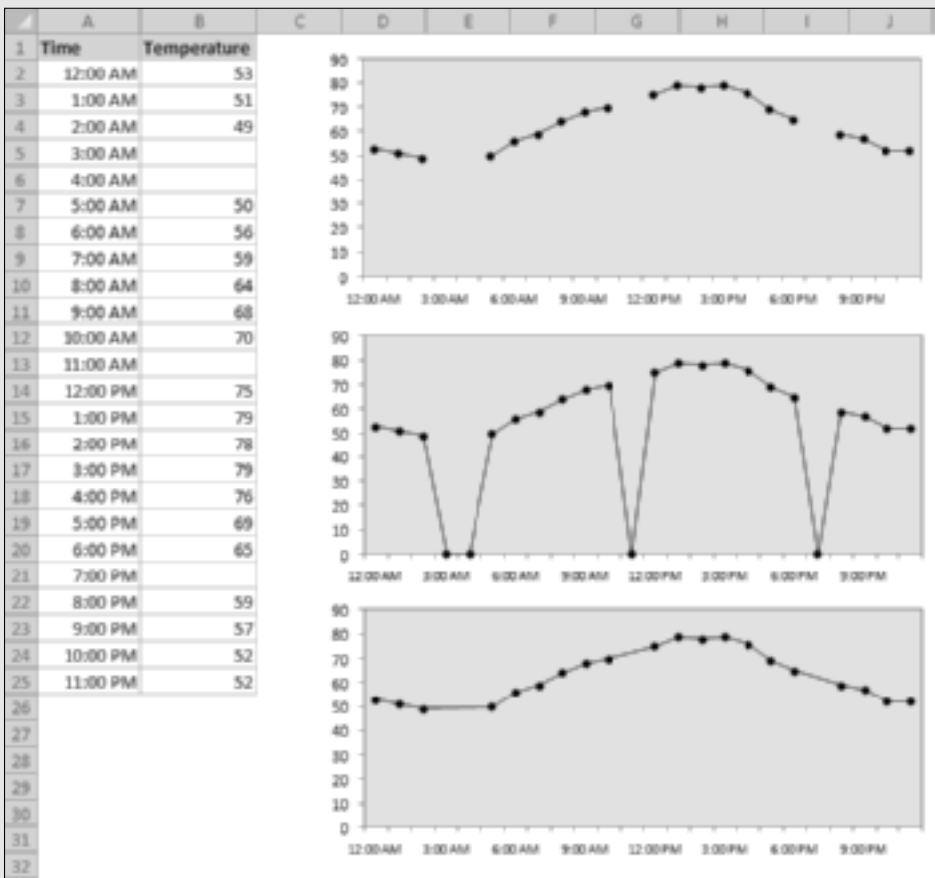 A B C D E F G H I J
1 Time Temperature
2 12:00 AM 53
3 1:00 AM 51
4 2:00 AM 49
5 3:00 AM
6 4:00 AM
7 5:00 AM 50
8 6:00 AM 56
9 7:00 AM 59
10 8:00 AM 64
11 9:00 AM 68
12 10:00 AM 70
13 11:00 AM
14 12:00 PM 75
15 1:00 PM 79
16 2:00 PM 78
17 3:00 PM 79
18 4:00 PM 76
19 5:00 PM 69
20 6:00 PM 65
21 7:00 PM
22 8:00 PM 59
23 9:00 PM 57
24 10:00 PM 52
25 11:00 PM 52
26
27
28
29
30
31
32
90
80
70
60
50
40
30
20
10
0
12:00 AM 3:00 AM 6:00 AM 9:00 AM 12:00 PM 3:00 PM 6:00 PM 9:00 PM
90
80
70
60
50
40
30
20
10
0
12:00 AM 3:00 AM 6:00 AM 9:00 AM 12:00 PM 3:00 PM 6:00 PM 9:00 PM
90
80
70
60
50
40
30
20
10
0
12:00 AM 3:00 AM 6:00 AM 9:00 AM 12:00 PM 3:00 PM 6:00 PM 9:00 PM